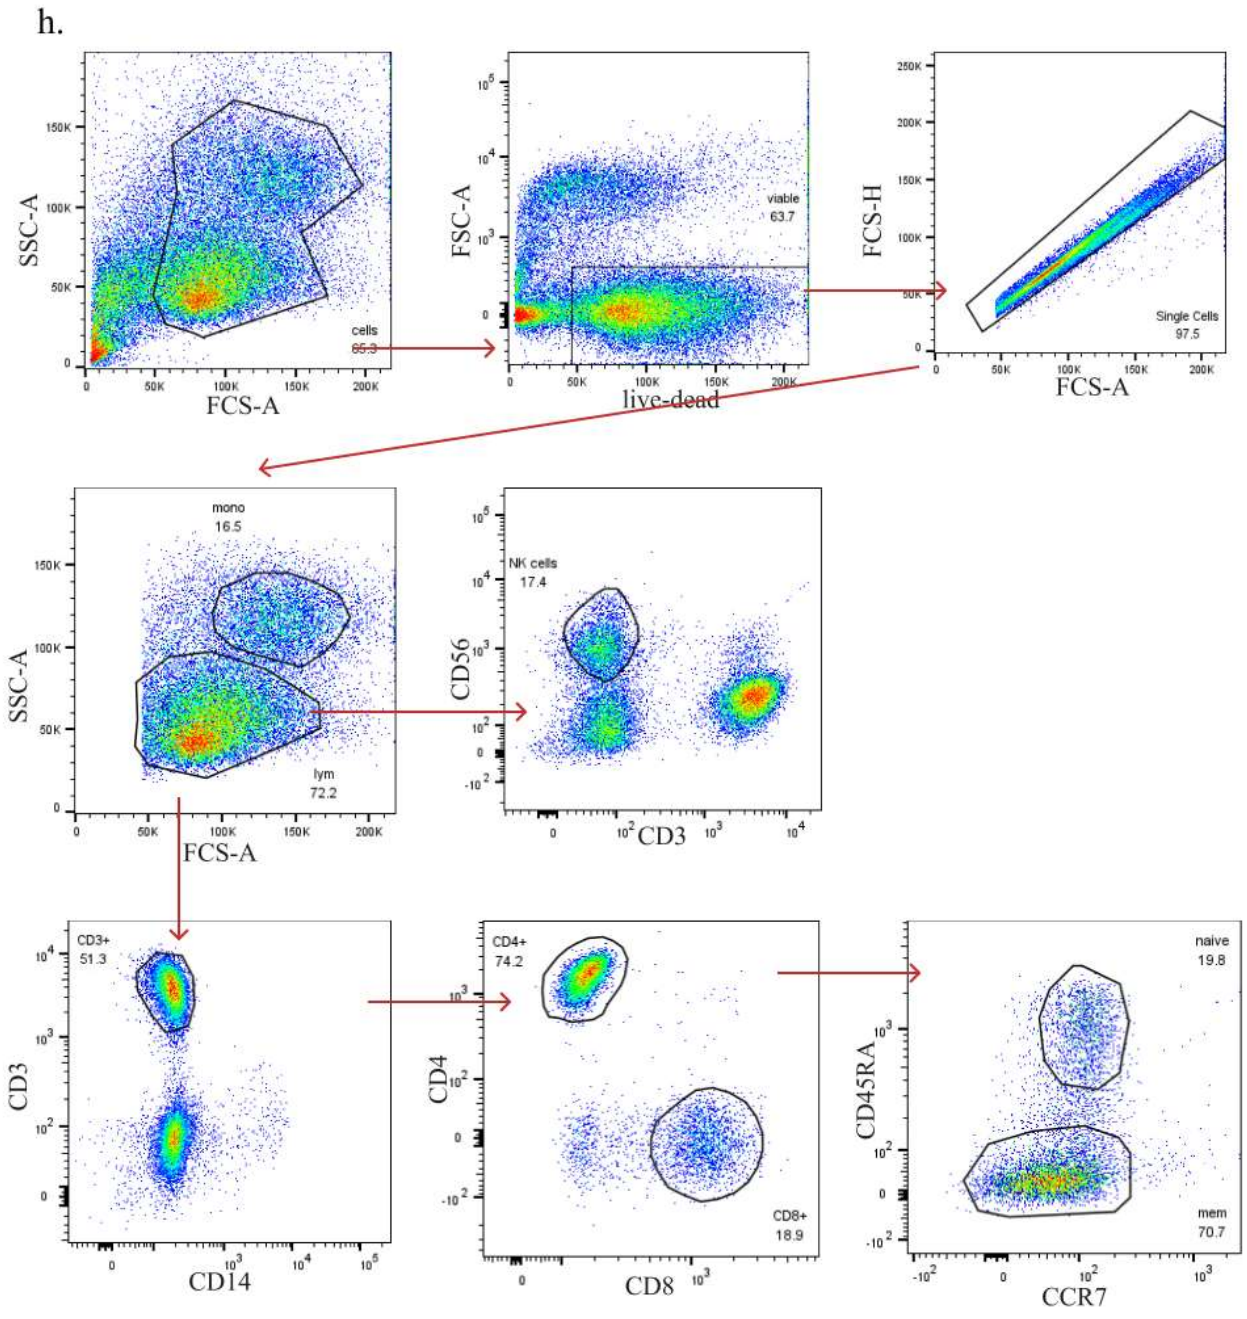 h.
150K
100K
50K
0
SSC-A
0 50K 100K 150K 200K
FCS-A
cells
65.3
10^5
10^4
10^3
0
FSC-A
0 50K 100K 150K 200K
live-dead
viable
63.7
250K
200K
150K
100K
50K
0
FCS-H
0 50K 100K 150K 200K
FCS-A
Single Cells
97.5
mono
16.5
150K
100K
50K
0
SSC-A
0 50K 100K 150K 200K
FCS-A
lym
72.2
NK cells
17.4
10^5
10^4
10^3
10^2
0
-10^2
CD56
0 10^2 10^3 10^4
CD3
CD3+
51.3
10^4
10^3
10^2
0
CD3
0 10^3 10^4 10^5
CD14
CD4+
74.2
10^3
10^2
0
-10^2
CD4
0 10^3
CD8
CD8+
18.9
naive
19.8
10^3
10^2
0
-10^2
CD45RA
-10^2 0 10^2 10^3
CCR7
mem
70.7